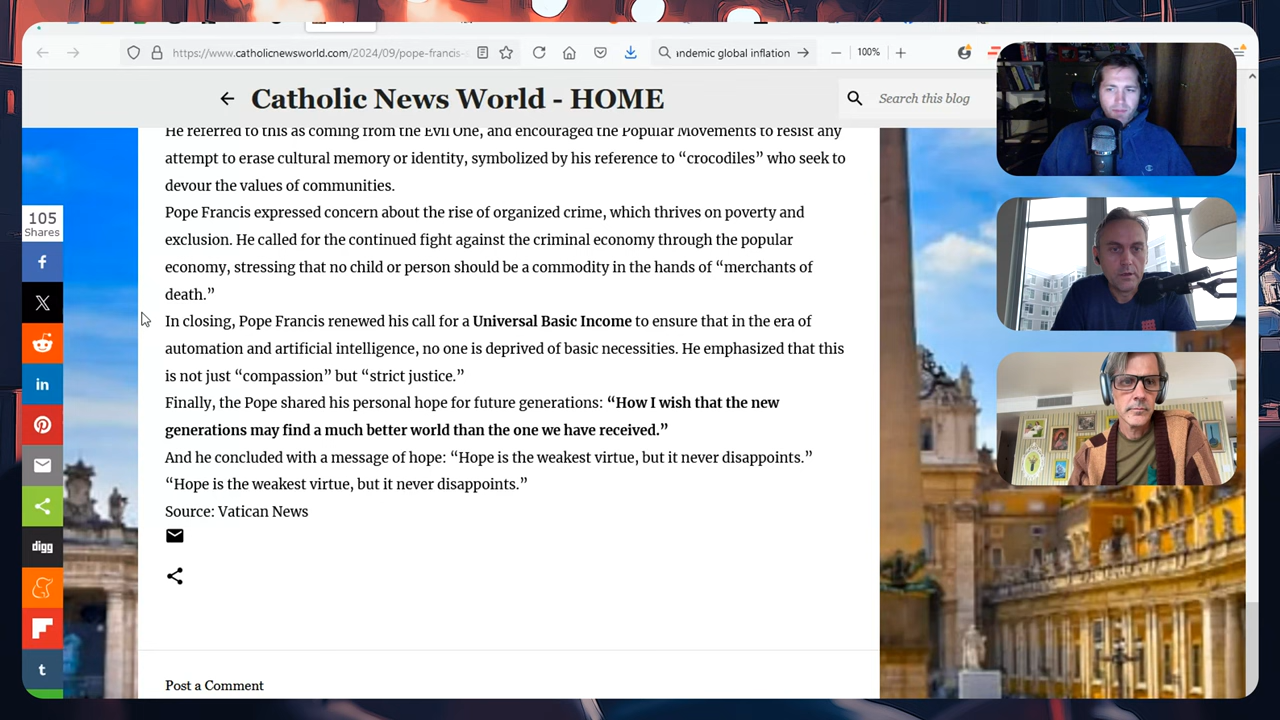 https://www.catholicnewsworld.com/2024/09/pope-francis-
andemic global inflation
100%
Catholic News World - HOME
Search this blog
He referred to this as coming from the Evil One, and encouraged the Popular Movements to resist any
attempt to erase cultural memory or identity, symbolized by his reference to “crocodiles” who seek to
devour the values of communities.
Pope Francis expressed concern about the rise of organized crime, which thrives on poverty and
exclusion. He called for the continued fight against the criminal economy through the popular
economy, stressing that no child or person should be a commodity in the hands of “merchants of
death.”
In closing, Pope Francis renewed his call for a Universal Basic Income to ensure that in the era of
automation and artificial intelligence, no one is deprived of basic necessities. He emphasized that this
is not just “compassion” but “strict justice.”
Finally, the Pope shared his personal hope for future generations: “How I wish that the new
generations may find a much better world than the one we have received.”
And he concluded with a message of hope: “Hope is the weakest virtue, but it never disappoints.”
“Hope is the weakest virtue, but it never disappoints.”
Source: Vatican News
Post a Comment
105
Shares
f
X
in
digg
t